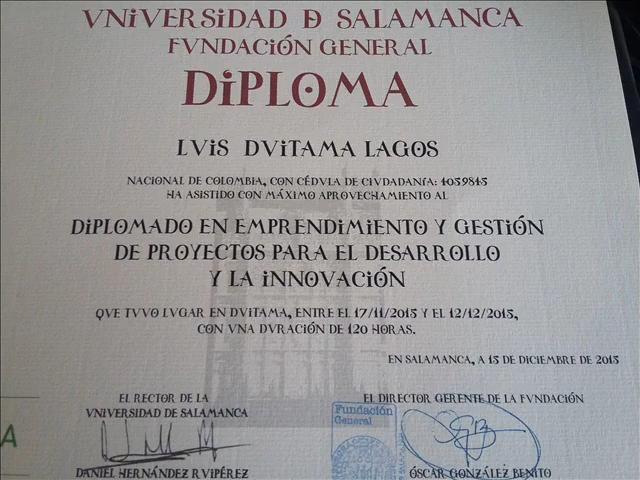 VNiVERSiDAD Ð SALAMANCA
FVNDACIÓN GENERAL
DiPLOMA
LVIS DVITAMA LAGOS
NACIONAL DE COLOMBIA, CON CÉDVLA DE CIVDADANÍA: 4059845
HA ASISTIDO CON MÁXIMO APROVECHAMIENTO AL
DIPLOMADO EN EMPRENDIMIENTO Y GESTIÓN
DE PROYECTOS PARA EL DESARROLLO
Y LA INNOVACIÓN
QVE TVVO LVGAR EN DVITAMA, ENTRE EL 17/11/2015 Y EL 12/12/2015,
CON VNA DVRACIÓN DE 120 HORAS.
EN SALAMANCA, A 15 DE DICIEMBRE DE 2015
EL RECTOR DE LA
VNIVERSIDAD DE SALAMANCA
EL DIRECTOR GERENTE DE LA FVNDACIÓN
Fundación
General
A
DANIEL HERNÁNDEZ RVIPÉREZ
ÓSCAR GONZÁLEZ BENITO